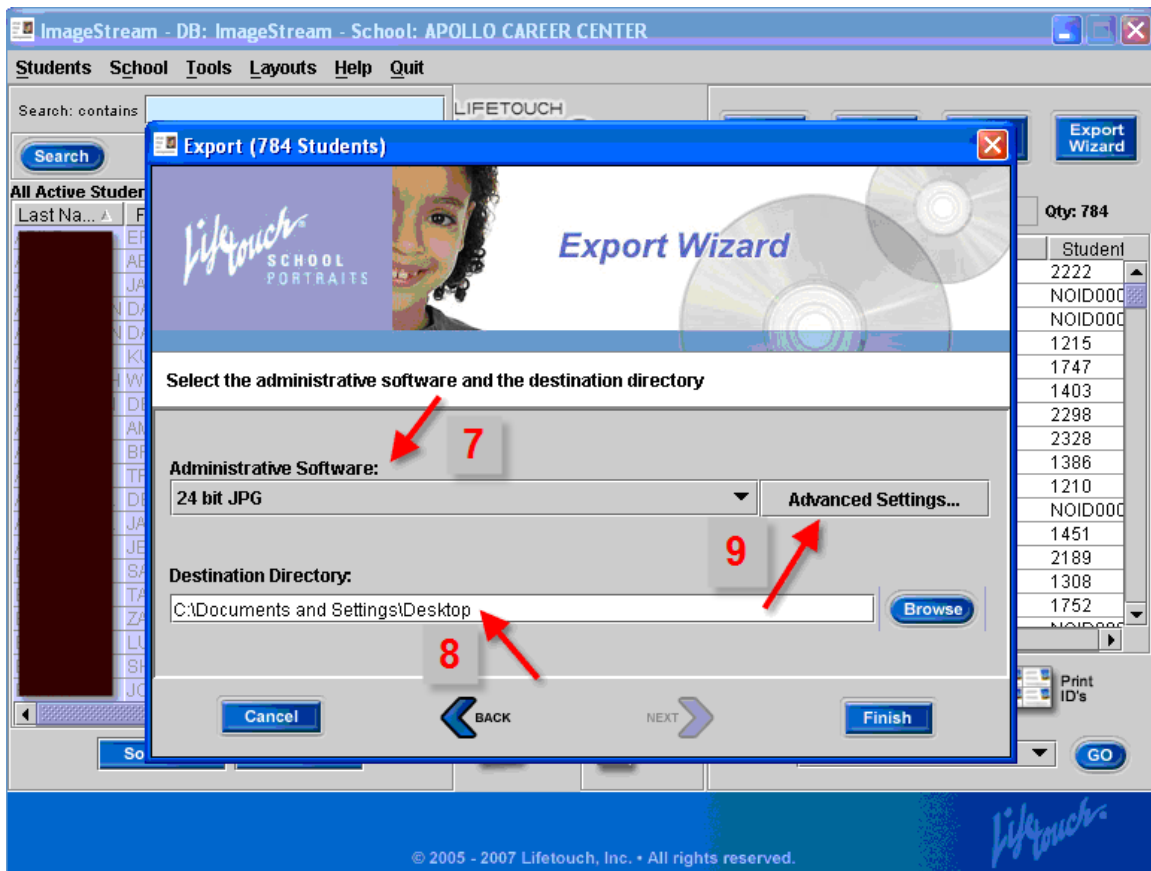 ImageStream - DB: ImageStream - School: APOLLO CAREER CENTER
Students School Tools Layouts Help Quit
Search: contains
LIFETOUCH
Search
Export Wizard
All Active Studen
Last Na...
Qty: 784
Export (784 Students)
Lifetouch
SCHOOL
PORTRAITS
Export Wizard
Select the administrative software and the destination directory
7
Administrative Software:
24 bit JPG
Advanced Settings...
9
Destination Directory:
C:\Documents and Settings\Desktop
Browse
8
Cancel
BACK
NEXT
Finish
Student
2222
NOID000
NOID000
1215
1747
1403
2298
2328
1386
1210
NOID000
1451
2189
1308
1752
Print
ID's
So
GO
Lifetouch
© 2005 - 2007 Lifetouch, Inc. • All rights reserved.